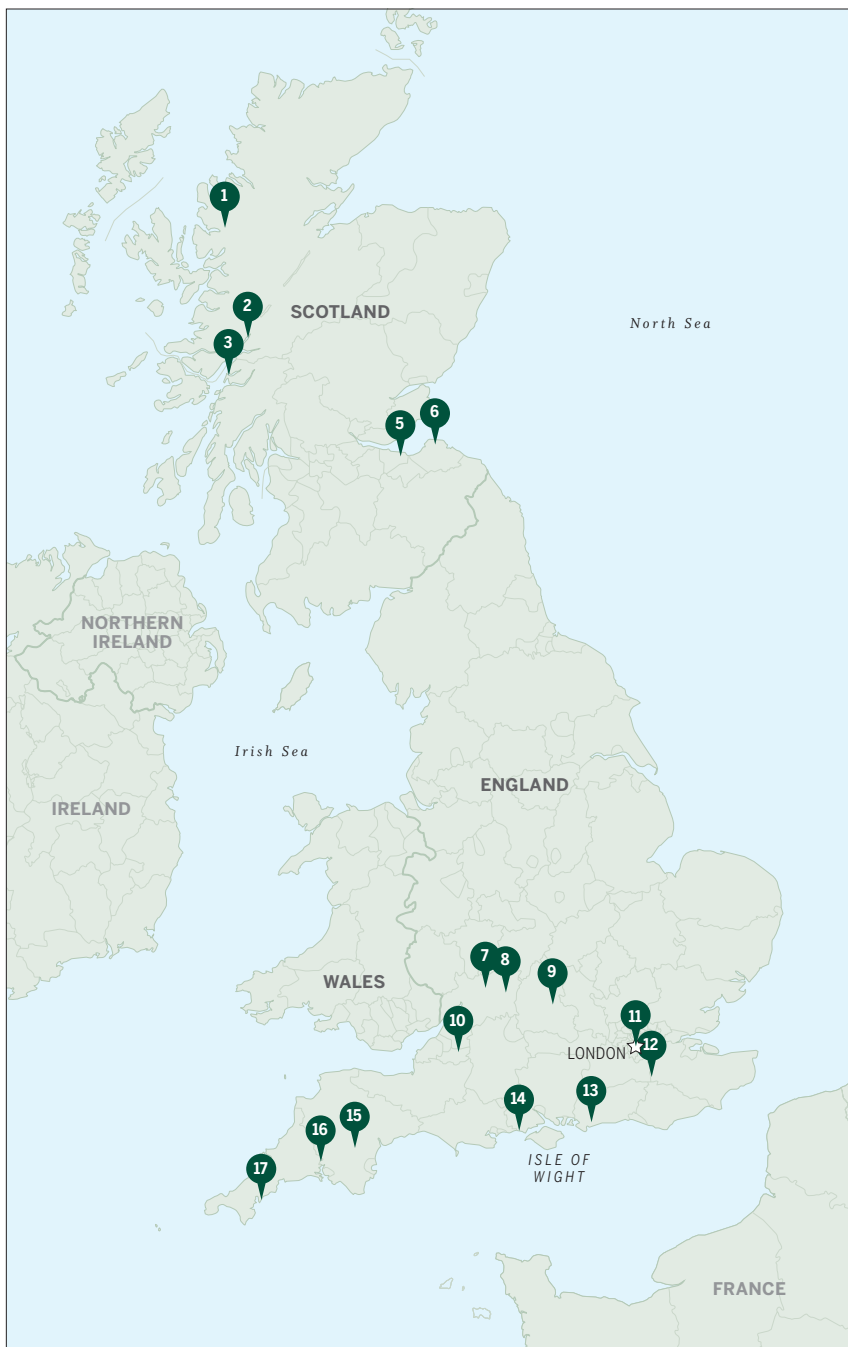 1
2
SCOTLAND
North Sea
3
6
5
NORTHERN
IRELAND
Irish Sea
ENGLAND
IRELAND
7
8
WALES
9
10
11
LONDON
12
13
14
15
16
ISLE OF
WIGHT
17
FRANCE